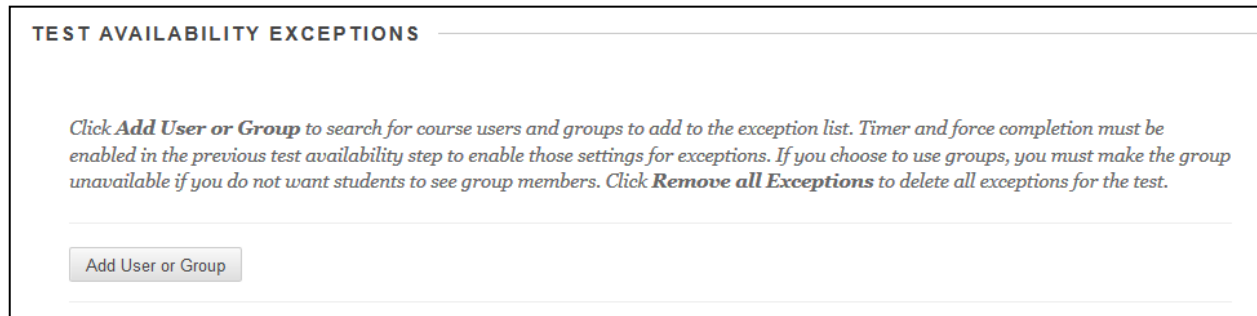 TEST AVAILABILITY EXCEPTIONS
Click Add User or Group to search for course users and groups to add to the exception list. Timer and force completion must be
enabled in the previous test availability step to enable those settings for exceptions. If you choose to use groups, you must make the group
unavailable if you do not want students to see group members. Click Remove all Exceptions to delete all exceptions for the test.
Add User or Group